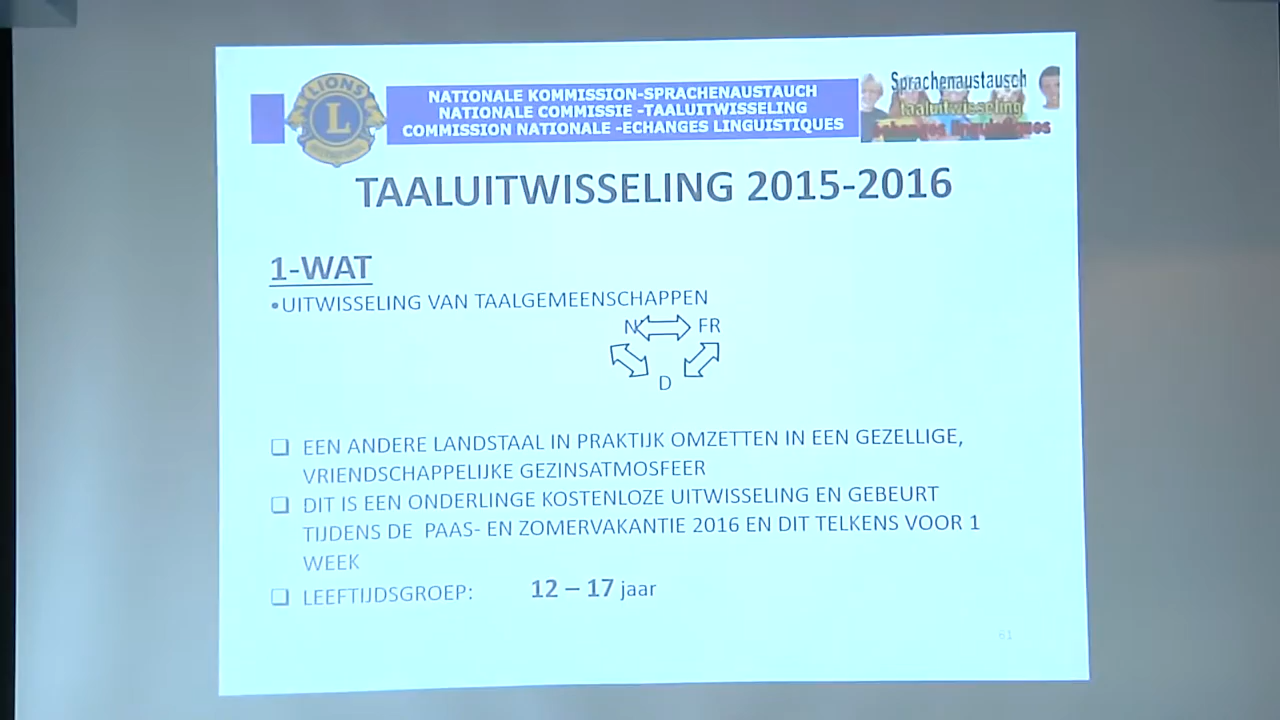 LIONS
L
NATIONALE KOMMISSION-SPRACHENAUSTAUCH
NATIONALE COMMISSIE -TAALUITWISSELING
COMMISSION NATIONALE -ECHANGES LINGUISTIQUES
Sprachenaustausch
taaluitwisseling
échanges linguistiques
TAALUITWISSELING 2015-2016
1-WAT
•UITWISSELING VAN TAALGEMEENSCHAPPEN
FR
D
❑ EEN ANDERE LANDSTAAL IN PRAKTIJK OMZETTEN IN EEN GEZELLIGE,
VRIENDSCHAPPELIJKE GEZINSATMOSFEER
❑ DIT IS EEN ONDERLINGE KOSTENLOZE UITWISSELING EN GEBEURT
TIJDENS DE PAAS- EN ZOMERVAKANTIE 2016 EN DIT TELKENS VOOR 1
WEEK
❑ LEEFTIJDSGROEP: 12 – 17 jaar
61